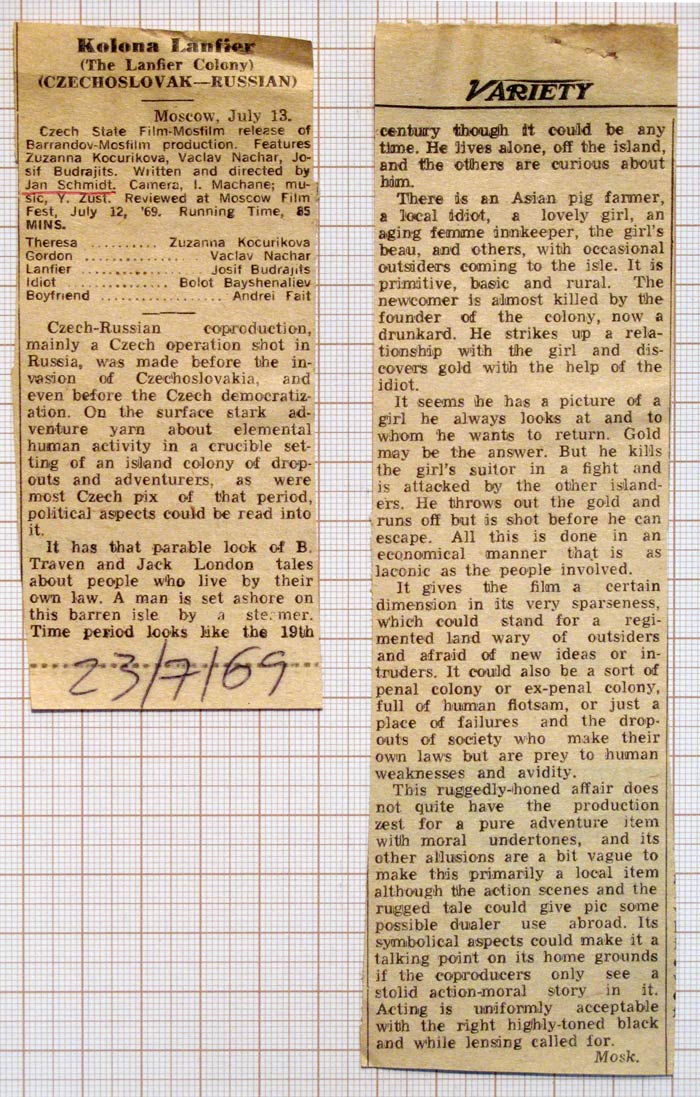 Kolona Lanfier
(The Lanfier Colony)
(CZECHOSLOVAK—RUSSIAN)
Moscow, July 13.
Czech State Film-Mosfilm release of
Barrandov-Mosfilm production. Features
Zuzanna Kocurikova, Vaclav Nachar, Jo-
sif Budrajits. Written and directed by
Jan Schmidt. Camera, I. Machane; mu-
sic, Y. Zust. Reviewed at Moscow Film
Fest, July 12, '69. Running Time, 85
MINS.
Theresa .......... Zuzanna Kocurikova
Gordon ............... Vaclav Nachar
Lanfier .............. Josif Budrajits
Idiot ............ Bolot Bayshenaliev
Boyfriend ................ Andrei Fait
Czech-Russian coproduction,
mainly a Czech operation shot in
Russia, was made before the in-
vasion of Czechoslovakia, and
even before the Czech democratiz-
ation. On the surface stark ad-
venture yarn about elemental
human activity in a crucible set-
ting of an island colony of drop-
outs and adventurers, as were
most Czech pix of that period,
political aspects could be read into
it.
It has that parable look of B.
Traven and Jack London tales
about people who live by their
own law. A man is set ashore on
this barren isle by a steamer.
Time period looks like the 19th
23/7/69
VARIETY
century though it could be any
time. He lives alone, off the island,
and the others are curious about
him.
There is an Asian pig farmer,
a local idiot, a lovely girl, an
aging femme innkeeper, the girl's
beau, and others, with occasional
outsiders coming to the isle. It is
primitive, basic and rural. The
newcomer is almost killed by the
founder of the colony, now a
drunkard. He strikes up a rela-
tionship with the girl and dis-
covers gold with the help of the
idiot.
It seems he has a picture of a
girl he always looks at and to
whom he wants to return. Gold
may be the answer. But he kills
the girl's suitor in a fight and
is attacked by the other island-
ers. He throws out the gold and
runs off but is shot before he can
escape. All this is done in an
economical manner that is as
laconic as the people involved.
It gives the film a certain
dimension in its very sparseness,
which could stand for a regi-
mented land wary of outsiders
and afraid of new ideas or in-
truders. It could also be a sort of
penal colony or ex-penal colony,
full of human flotsam, or just a
place of failures and the drop-
outs of society who make their
own laws but are prey to human
weaknesses and avidity.
This ruggedly-honed affair does
not quite have the production
zest for a pure adventure item
with moral undertones, and its
other allusions are a bit vague to
make this primarily a local item
although the action scenes and the
rugged tale could give pic some
possible dualer use abroad. Its
symbolical aspects could make it a
talking point on its home grounds
if the coproducers only see a
stolid action-moral story in it.
Acting is uniformly acceptable
with the right highly-toned black
and while lensing called for.
Mosk.